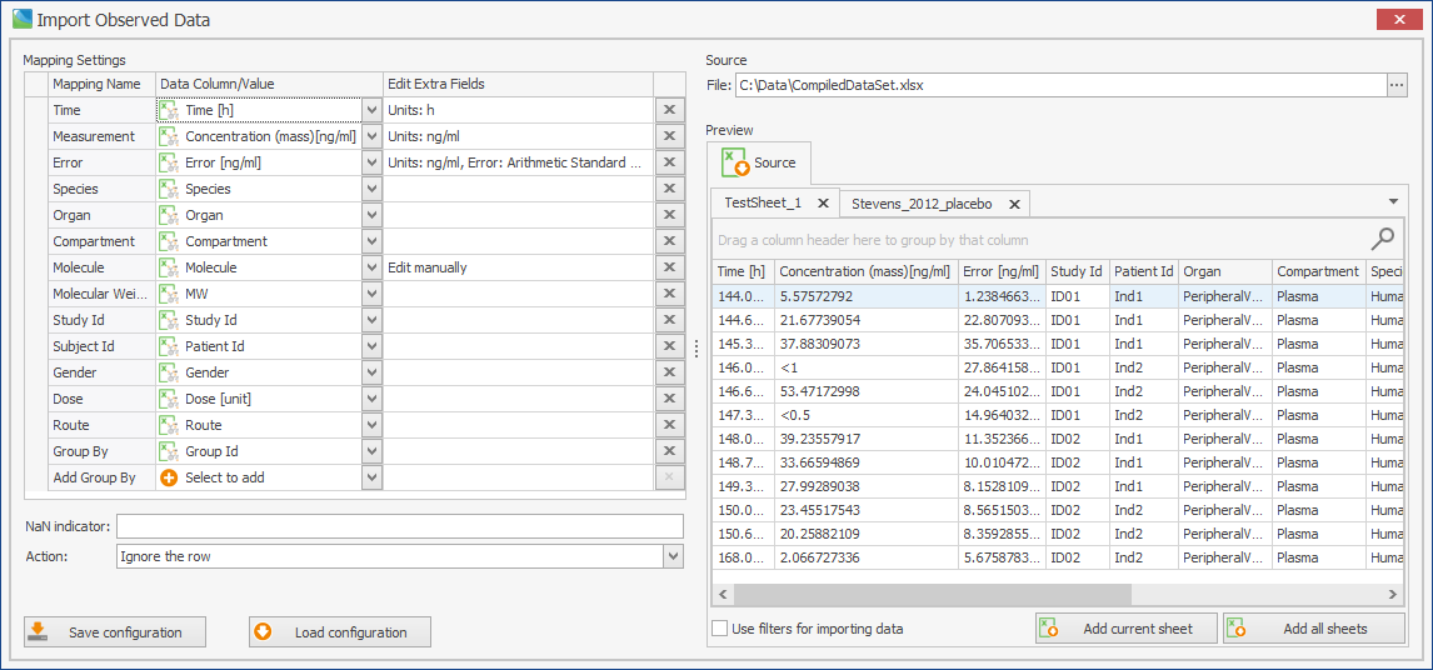 Import Observed Data
Mapping Settings
Mapping Name Data Column/Value Edit Extra Fields
Time Time [h] Units: h
Measurement Concentration (mass)[ng/ml] Units: ng/ml
Error Error [ng/ml] Units: ng/ml, Error: Arithmetic Standard ...
Species Species
Organ Organ
Compartment Compartment
Molecule Molecule Edit manually
Molecular Wei... MW
Study Id Study Id
Subject Id Patient Id
Gender Gender
Dose Dose [unit]
Route Route
Group By Group Id
Add Group By Select to add
NaN indicator:
Action: Ignore the row
Save configuration Load configuration
Source
File: C:\Data\CompiledDataSet.xlsx ...
Preview
Source
TestSheet_1 Stevens_2012_placebo
Drag a column header here to group by that column
Time [h] Concentration (mass)[ng/ml] Error [ng/ml] Study Id Patient Id Organ Compartment Speci
144.0... 5.57572792 1.2384663... ID01 Ind1 PeripheralV... Plasma Huma
144.6... 21.67739054 22.807093... ID01 Ind1 PeripheralV... Plasma Huma
145.3... 37.88309073 35.706533... ID01 Ind1 PeripheralV... Plasma Huma
146.0... <1 27.864158... ID01 Ind2 PeripheralV... Plasma Huma
146.6... 53.47172998 24.045102... ID01 Ind2 PeripheralV... Plasma Huma
147.3... <0.5 14.964032... ID01 Ind2 PeripheralV... Plasma Huma
148.0... 39.23557917 11.352366... ID02 Ind1 PeripheralV... Plasma Huma
148.7... 33.66594869 10.010472... ID02 Ind1 PeripheralV... Plasma Huma
149.3... 27.99289038 8.1528109... ID02 Ind1 PeripheralV... Plasma Huma
150.0... 23.45517543 8.5651503... ID02 Ind2 PeripheralV... Plasma Huma
150.6... 20.25882109 8.3592855... ID02 Ind2 PeripheralV... Plasma Huma
168.0... 2.066727336 5.6758783... ID02 Ind2 PeripheralV... Plasma Huma
Use filters for importing data Add current sheet Add all sheets